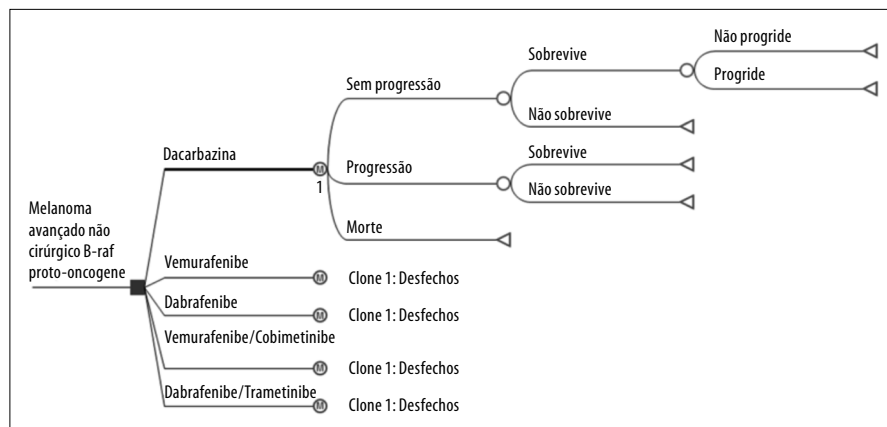 Não progride
Sobrevive
Progride
Sem progressão
Não sobrevive
Dacarbazina
Sobrevive
Progressão
M
1
Não sobrevive
Melanoma
avançado não
cirúrgico B-raf
proto-oncogene
Morte
Vemurafenibe
M
Clone 1: Desfechos
Dabrafenibe
M
Clone 1: Desfechos
Vemurafenibe/Cobimetinibe
M
Clone 1: Desfechos
Dabrafenibe/Trametinibe
M
Clone 1: Desfechos